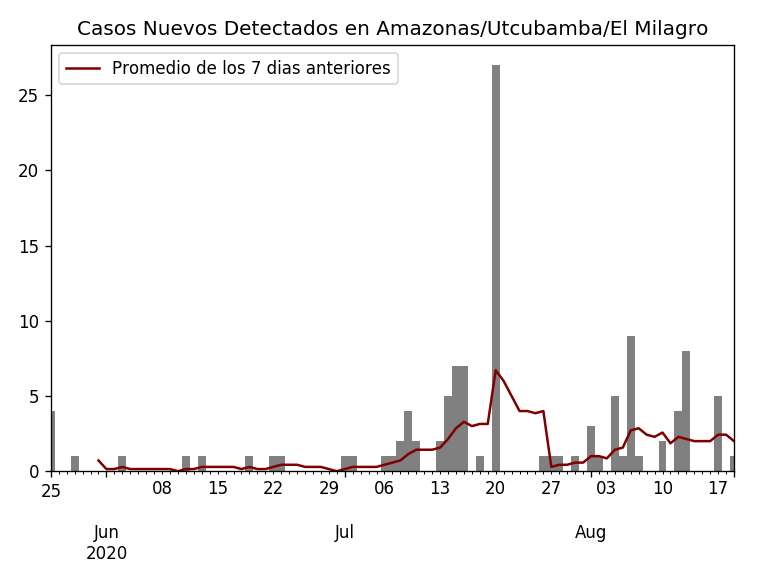 Casos Nuevos Detectados en Amazonas/Utcubamba/El Milagro
Promedio de los 7 dias anteriores
25
20
15
10
5
0
25 08 15 22 29 06 13 20 27 03 10 17
Jun Jul Aug
2020